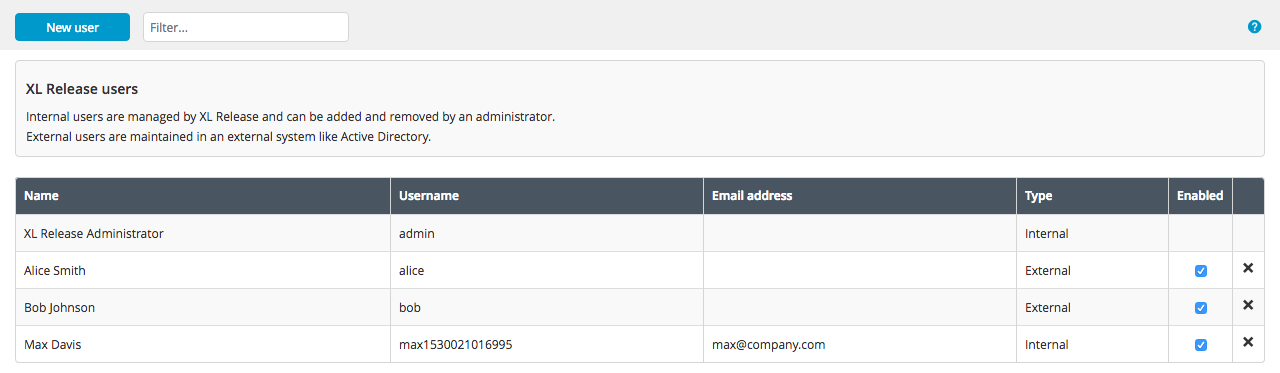 New user Filter... ?
XL Release users
Internal users are managed by XL Release and can be added and removed by an administrator.
External users are maintained in an external system like Active Directory.
Name Username Email address Type Enabled
XL Release Administrator admin Internal
Alice Smith alice External
Bob Johnson bob External
Max Davis max1530021016995 max@company.com Internal